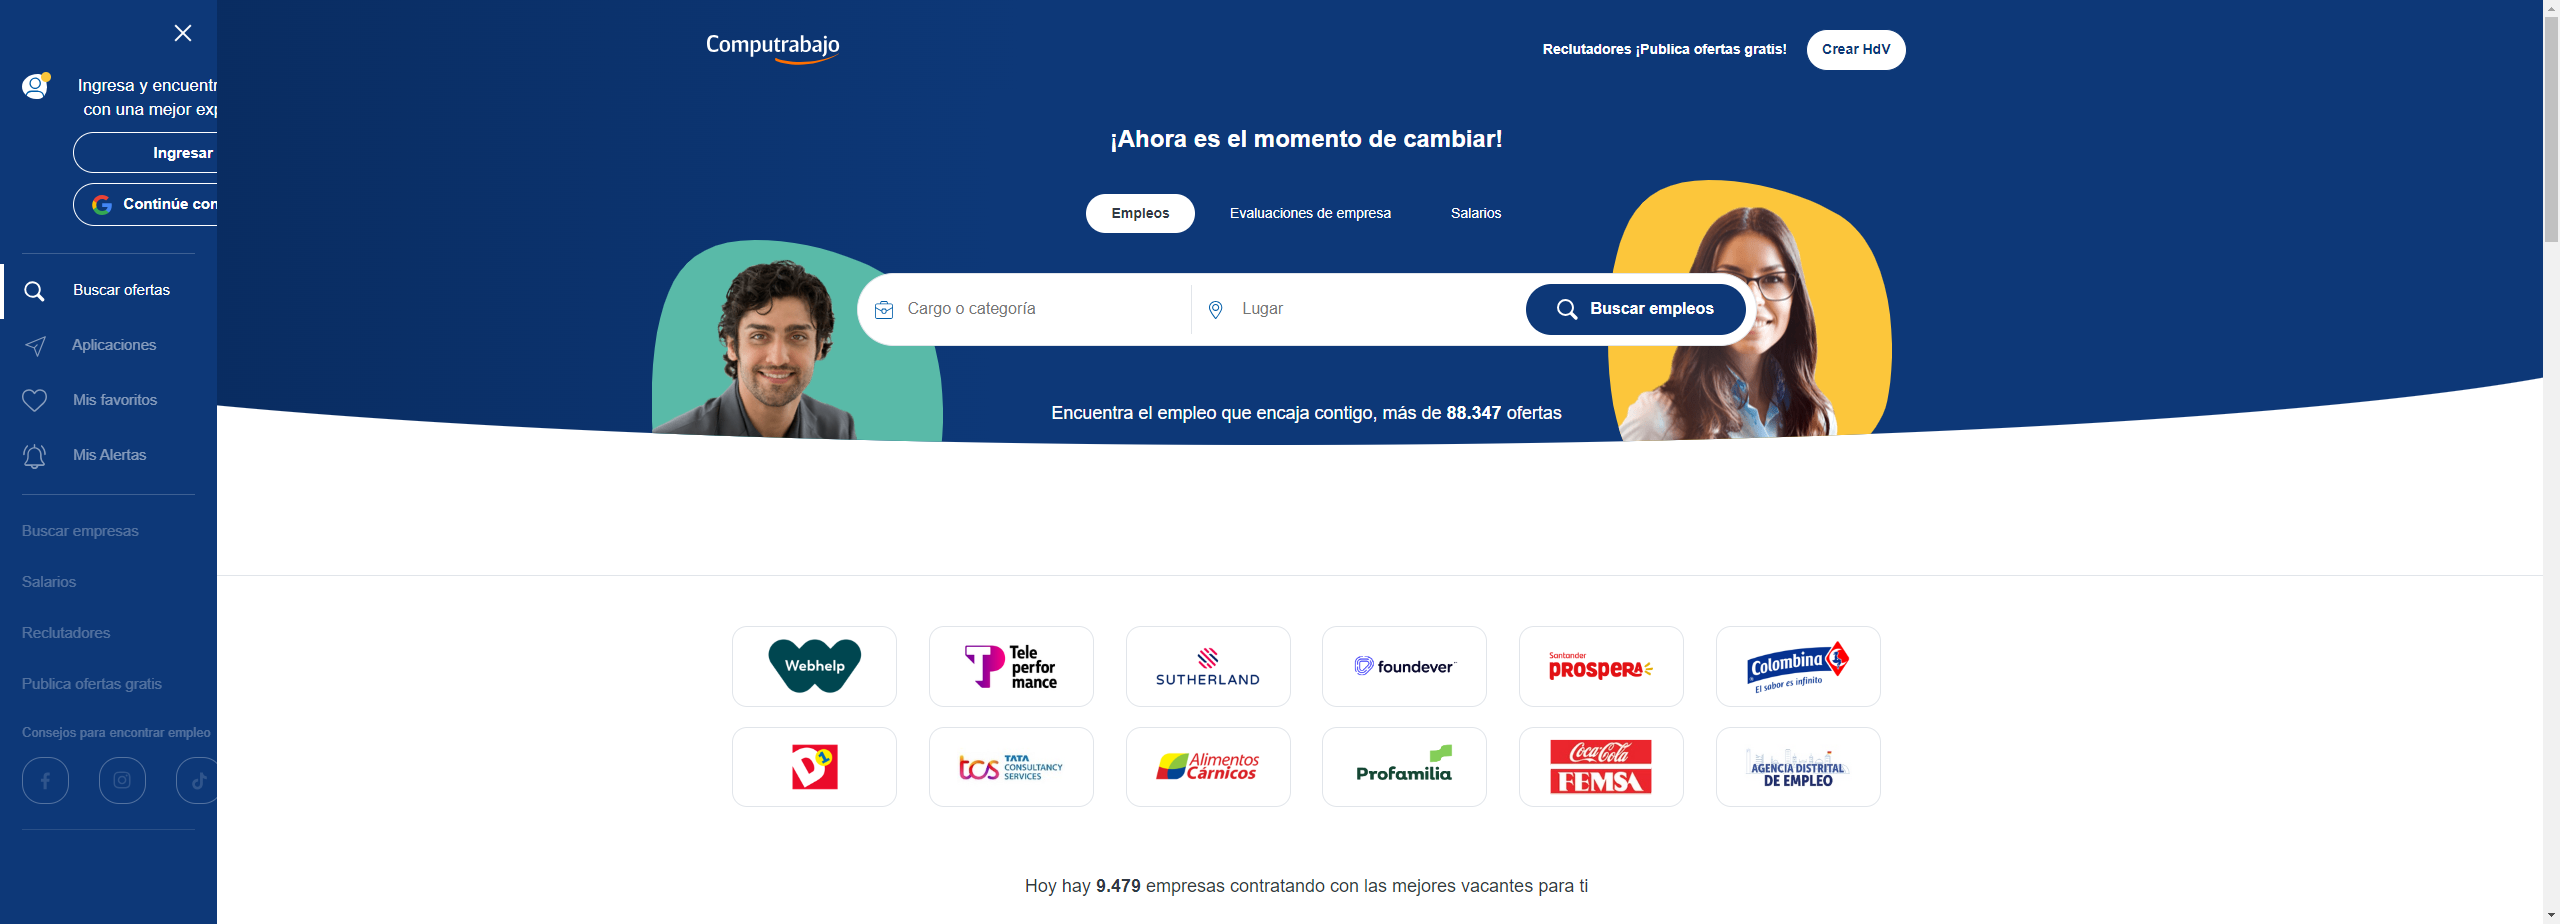 Ingresa y encuentr
con una mejor exp
Ingresar
Continúe con
Buscar ofertas
Aplicaciones
Mis favoritos
Mis Alertas
Buscar empresas
Salarios
Reclutadores
Publica ofertas gratis
Consejos para encontrar empleo
Computrabajo
Reclutadores ¡Publica ofertas gratis!
Crear HdV
¡Ahora es el momento de cambiar!
Empleos
Evaluaciones de empresa
Salarios
Cargo o categoría
Lugar
Buscar empleos
Encuentra el empleo que encaja contigo, más de 88.347 ofertas
Webhelp
Tele
perfor
mance
SUTHERLAND
foundever
Santander
PROSPERA
Colombina
El sabor es infinito
D1
tcs TATA
CONSULTANCY
SERVICES
Alimentos
Cárnicos
Profamilia
Coca-Cola
FEMSA
AGENCIA DISTRITAL
DE EMPLEO
Hoy hay 9.479 empresas contratando con las mejores vacantes para ti